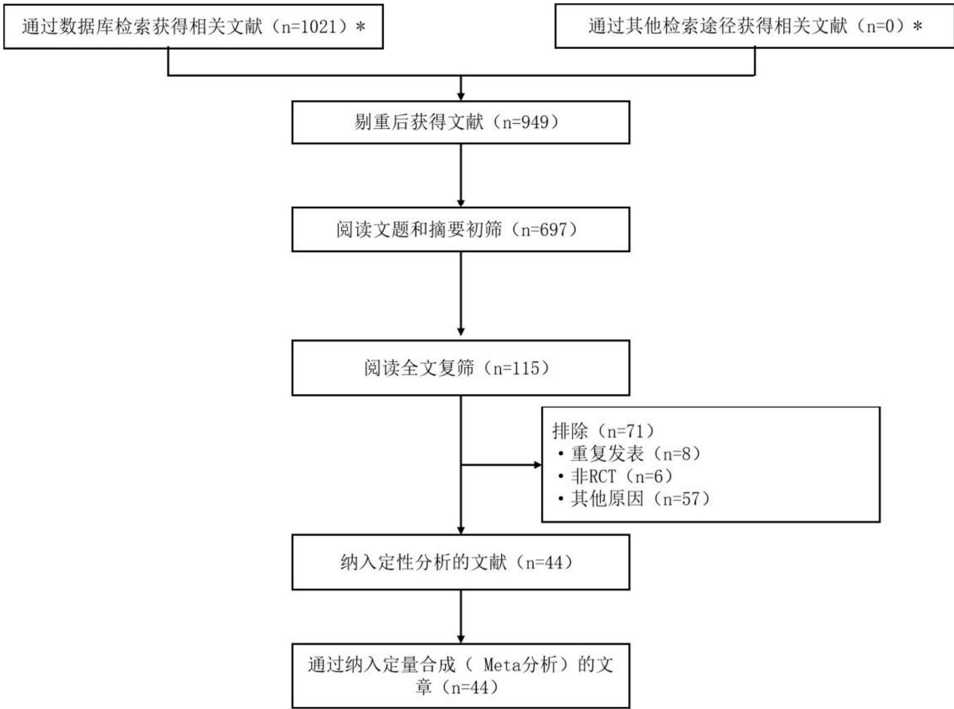 通过数据库检索获得相关文献（n=1021）*
通过其他检索途径获得相关文献（n=0）*
剔重后获得文献（n=949）
阅读文题和摘要初筛（n=697）
阅读全文复筛（n=115）
排除（n=71）
·重复发表（n=8）
·非RCT（n=6）
·其他原因（n=57）
纳入定性分析的文献（n=44）
通过纳入定量合成（ Meta分析）的文
章（n=44）